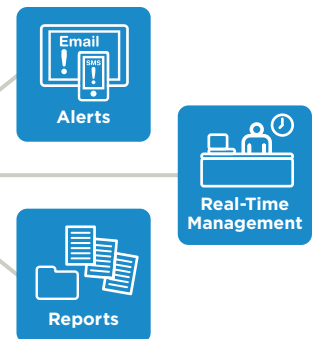 Email
!
SMS
!
Alerts
Real-Time
Management
Reports